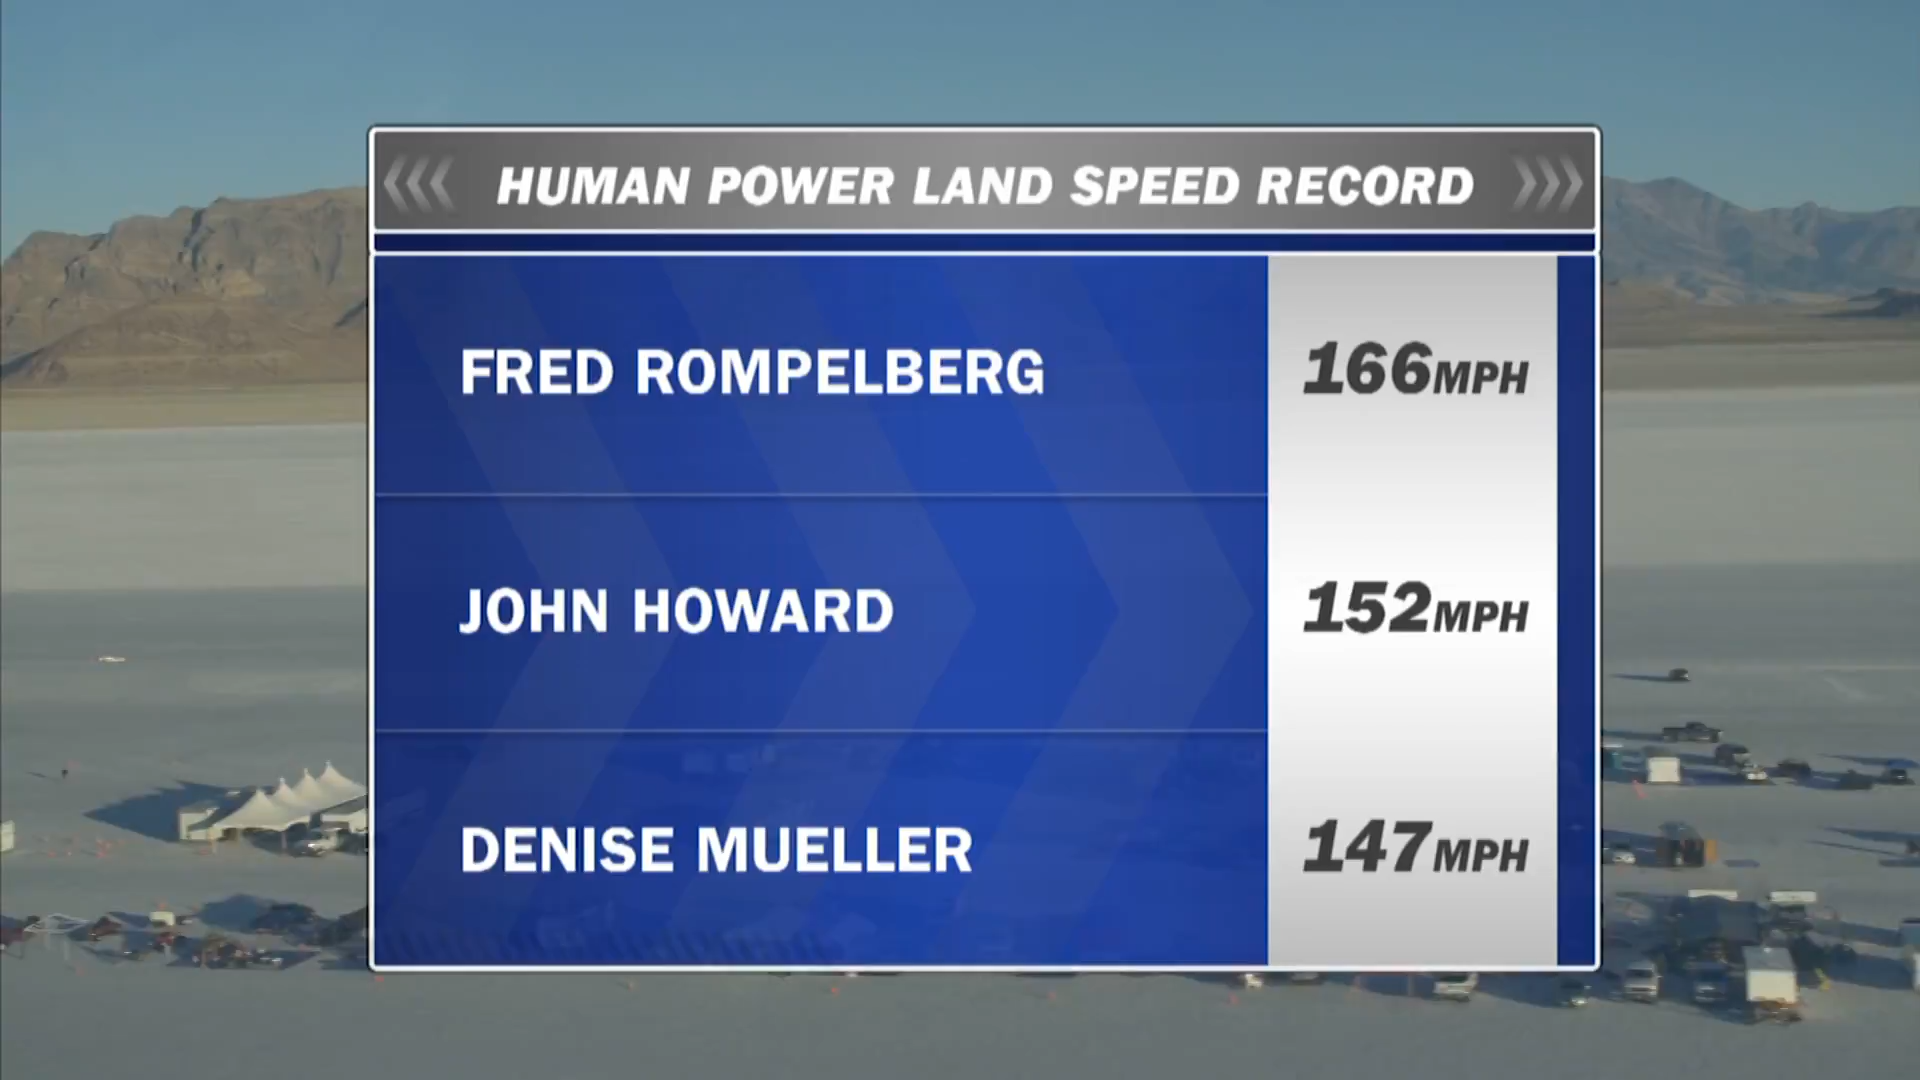 HUMAN POWER LAND SPEED RECORD
FRED ROMPELBERG 166MPH
JOHN HOWARD 152MPH
DENISE MUELLER 147MPH